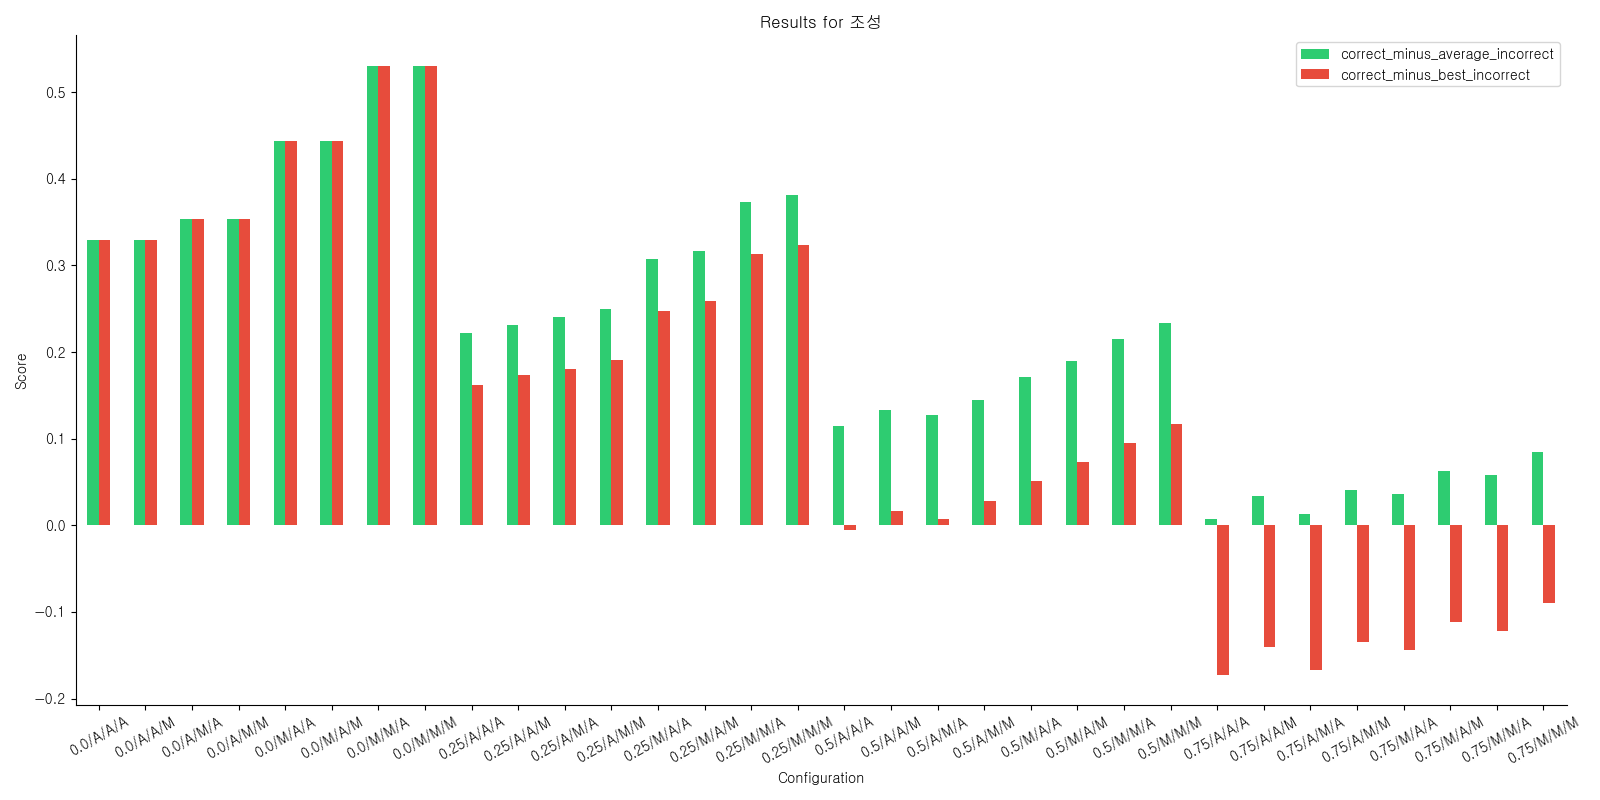 Results for 조성
correct_minus_average_incorrect
correct_minus_best_incorrect
Score
0.5
0.4
0.3
0.2
0.1
0.0
−0.1
−0.2
0.0/A/A/A
0.0/A/A/M
0.0/A/M/A
0.0/A/M/M
0.0/M/A/A
0.0/M/A/M
0.0/M/M/A
0.0/M/M/M
0.25/A/A/A
0.25/A/A/M
0.25/A/M/A
0.25/A/M/M
0.25/M/A/A
0.25/M/A/M
0.25/M/M/A
0.25/M/M/M
0.5/A/A/A
0.5/A/A/M
0.5/A/M/A
0.5/A/M/M
0.5/M/A/A
0.5/M/A/M
0.5/M/M/A
0.5/M/M/M
0.75/A/A/A
0.75/A/A/M
0.75/A/M/A
0.75/A/M/M
0.75/M/A/A
0.75/M/A/M
0.75/M/M/A
0.75/M/M/M
Configuration